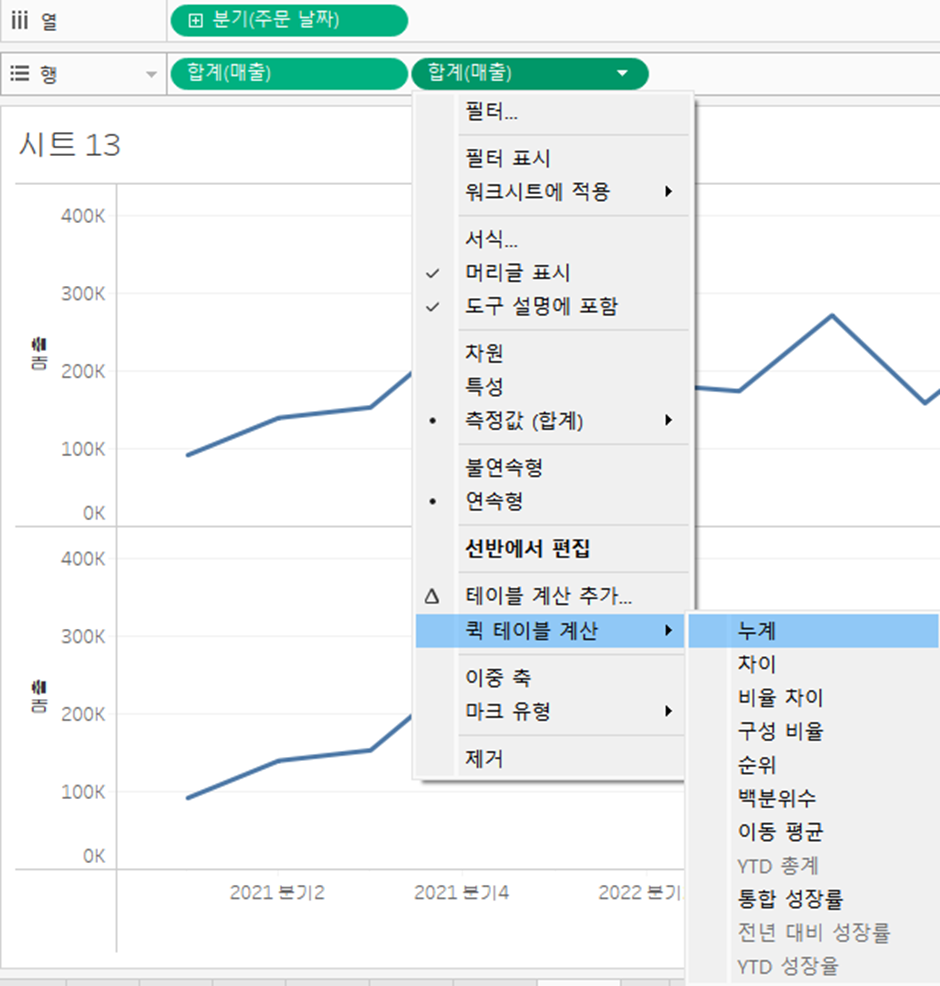 열
분기(주문 날짜)
행
합계(매출)
합계(매출)
시트 13
400K
300K
200K
100K
0K
매출
400K
300K
200K
100K
0K
매출
2021 분기2
2021 분기4
2022 분기
필터...
필터 표시
워크시트에 적용
서식...
머리글 표시
도구 설명에 포함
차원
특성
측정값 (합계)
불연속형
연속형
선반에서 편집
테이블 계산 추가...
퀵 테이블 계산
이중 축
마크 유형
제거
누계
차이
비율 차이
구성 비율
순위
백분위수
이동 평균
YTD 총계
통합 성장률
전년 대비 성장률
YTD 성장율